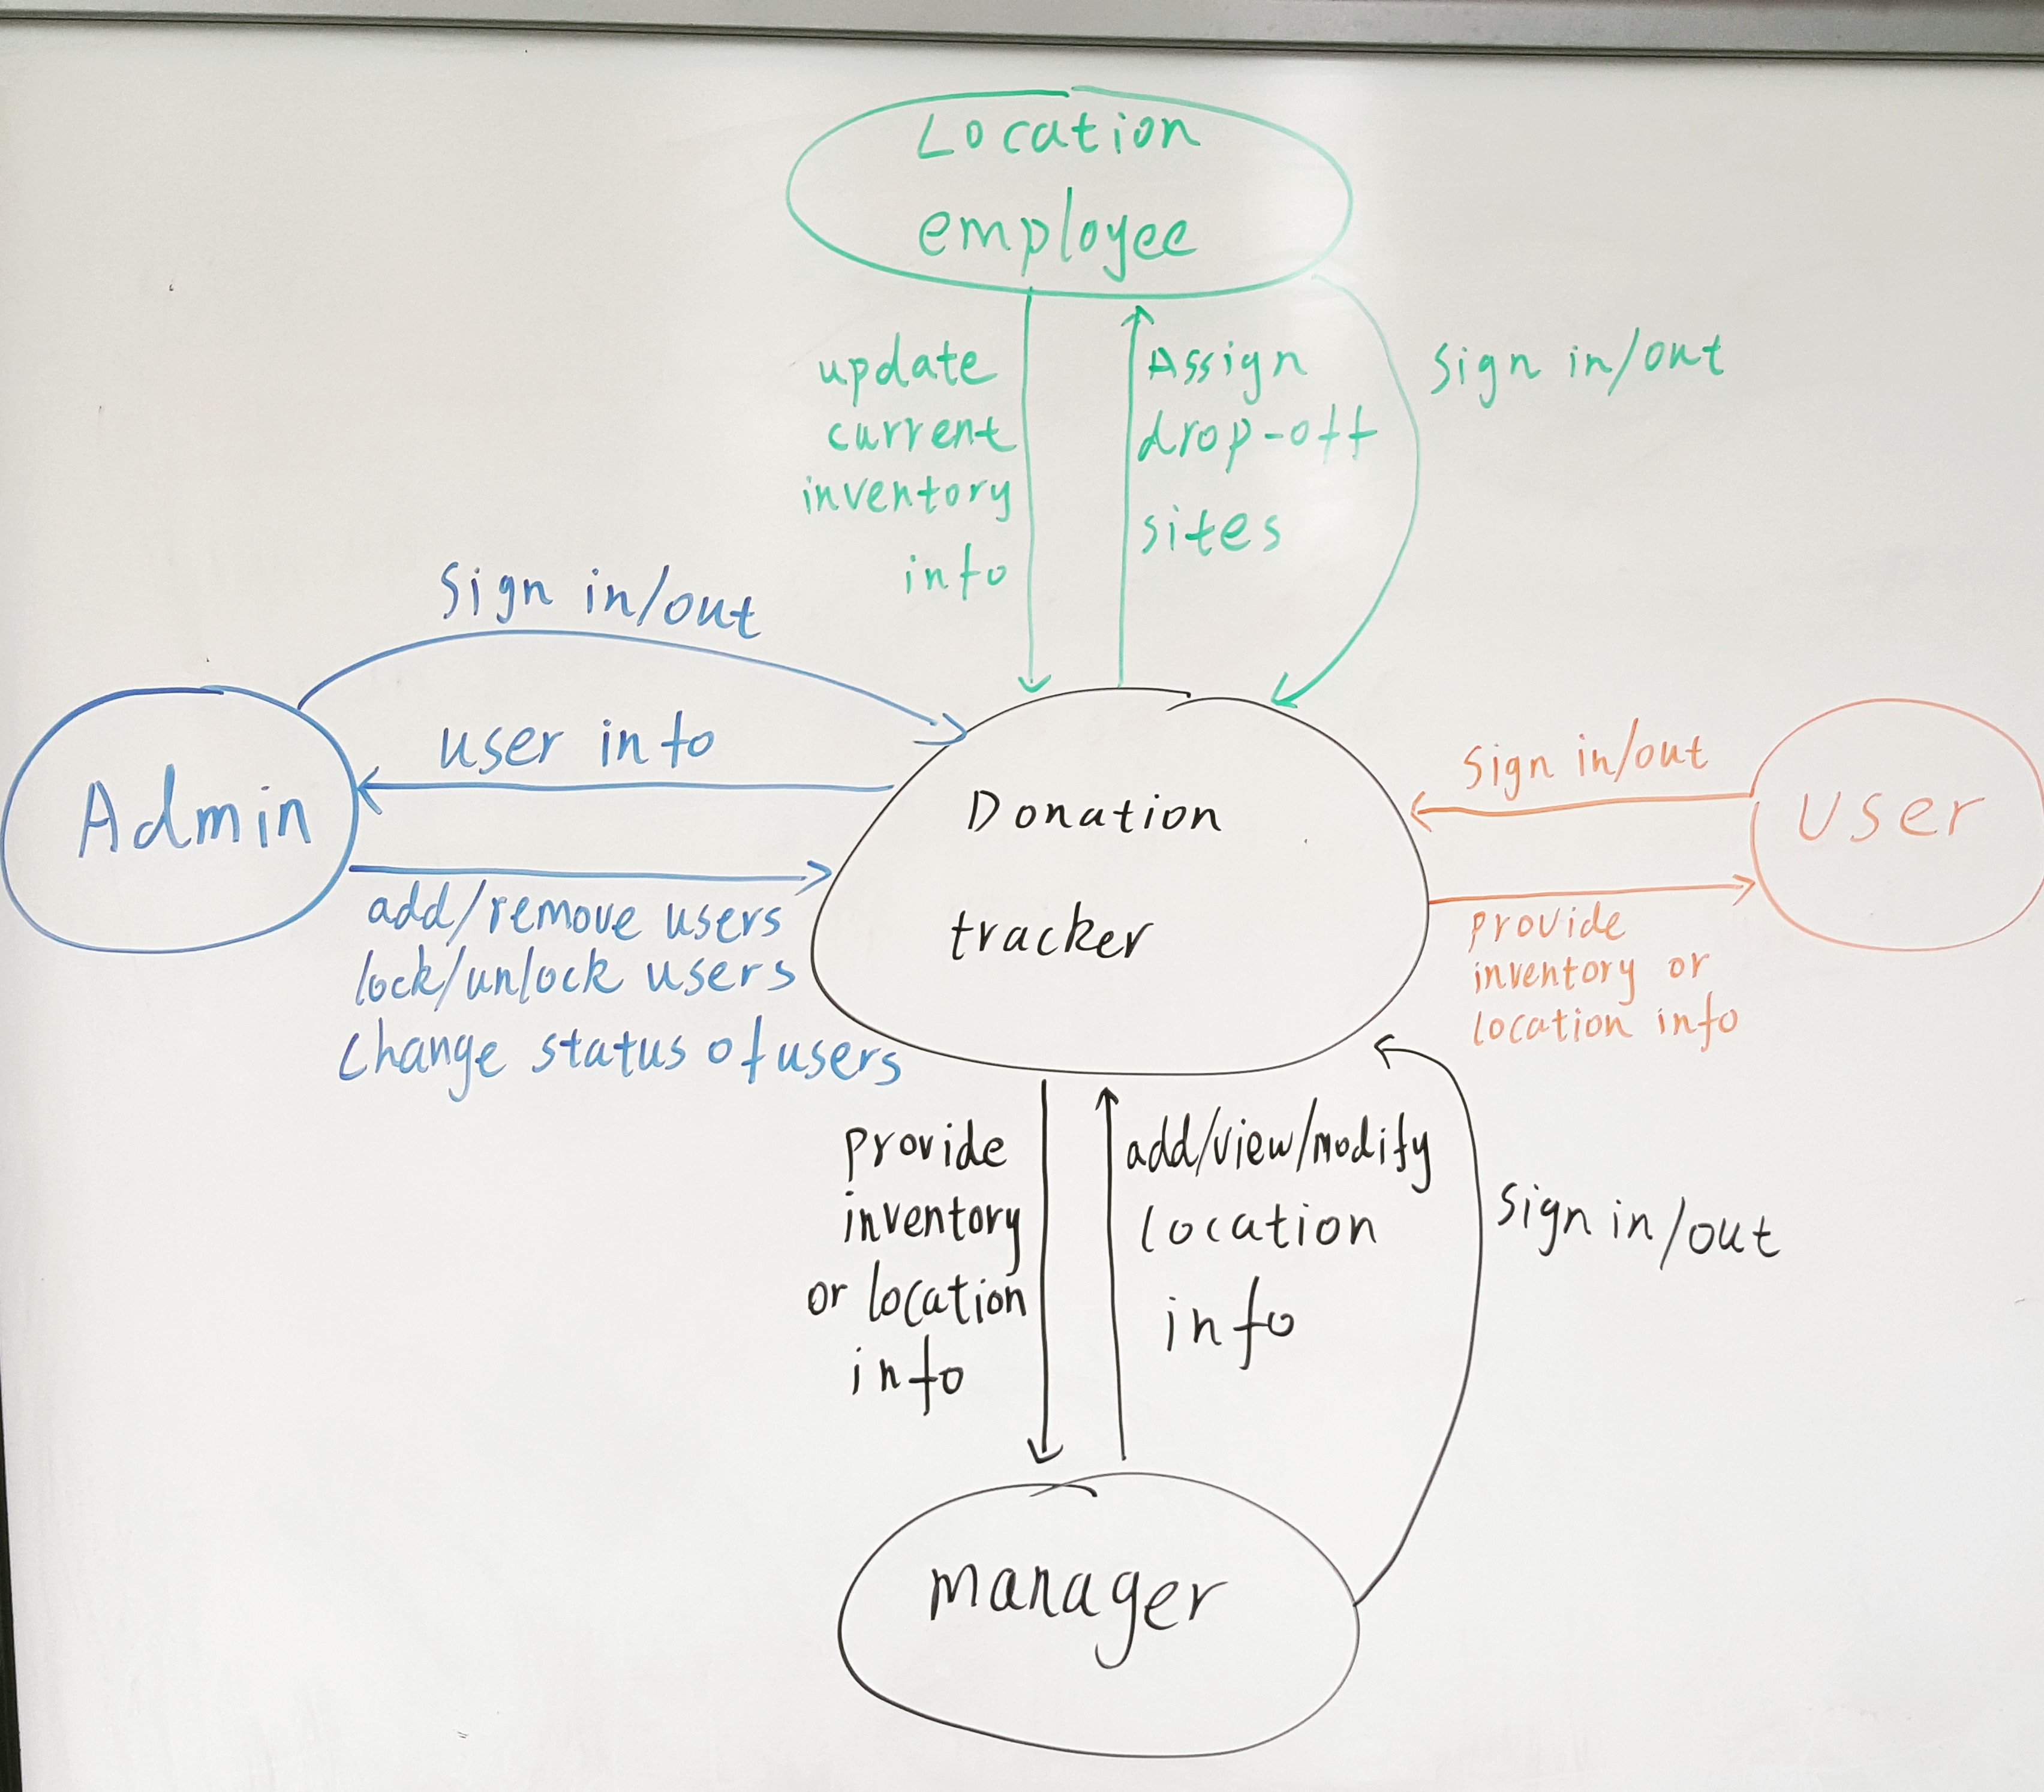 Location
employee
update
current
inventory
info
Assign
drop-off
sites
Sign in/out
Sign in/out
user info
Admin
add/remove users
lock/unlock users
Change status of users
Donation
tracker
Sign in/out
User
provide
inventory or
location info
provide
inventory
or location
info
add/view/modify
location
info
Sign in/out
manager